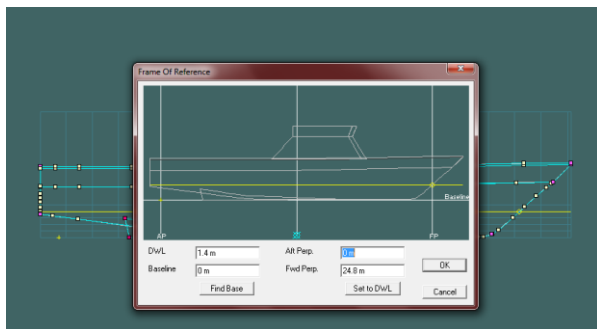 Frame Of Reference
Baseline
AP
FP
DWL
1.4 m
Aft Perp.
0 m
Baseline
0 m
Fwd Perp.
24.8 m
OK
Find Base
Set to DWL
Cancel